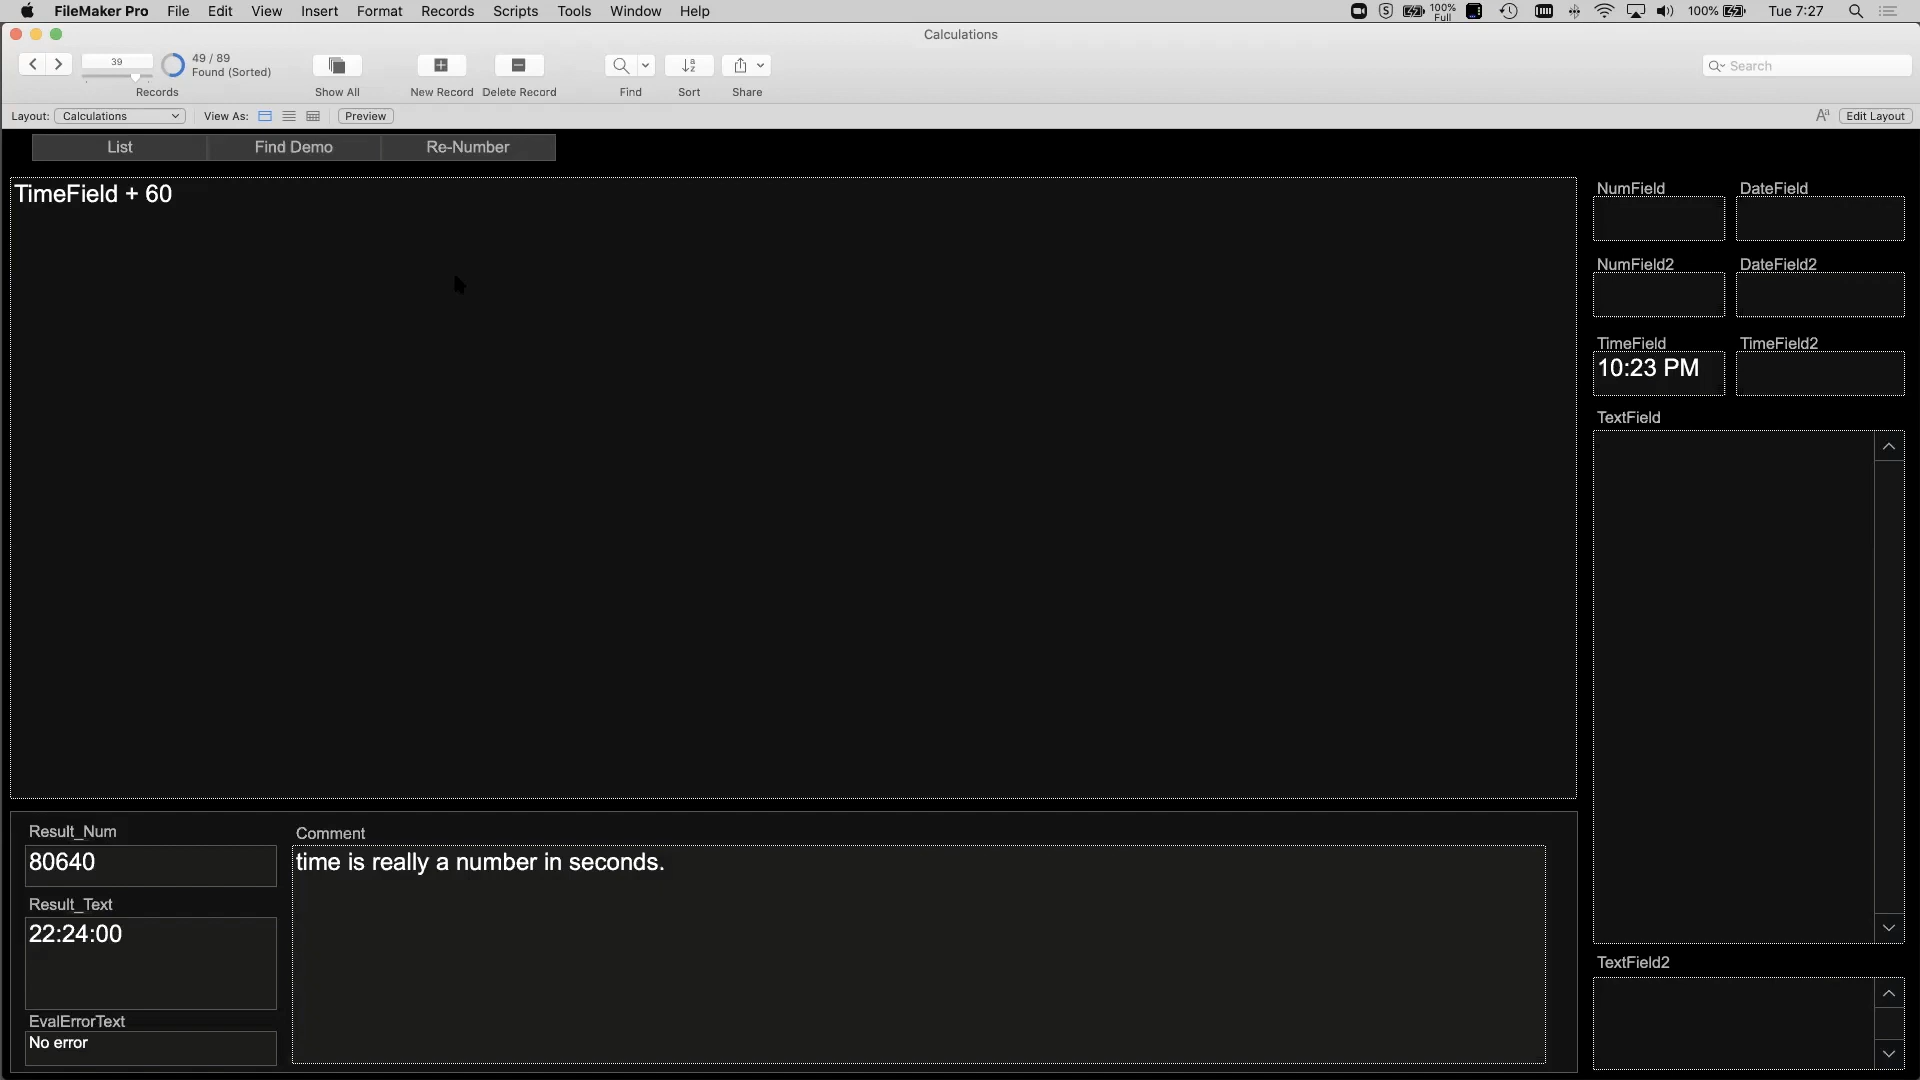 FileMaker Pro File Edit View Insert Format Records Scripts Tools Window Help
100% Full
100% Tue 7:27
Calculations
39
49 / 89
Found (Sorted)
Records
Show All
New Record
Delete Record
Find
Sort
Share
Search
Layout: Calculations View As: Preview
Edit Layout
List
Find Demo
Re-Number
TimeField + 60
NumField
DateField
NumField2
DateField2
TimeField
TimeField2
10:23 PM
TextField
TextField2
Result_Num
80640
Result_Text
22:24:00
EvalErrorText
No error
Comment
time is really a number in seconds.